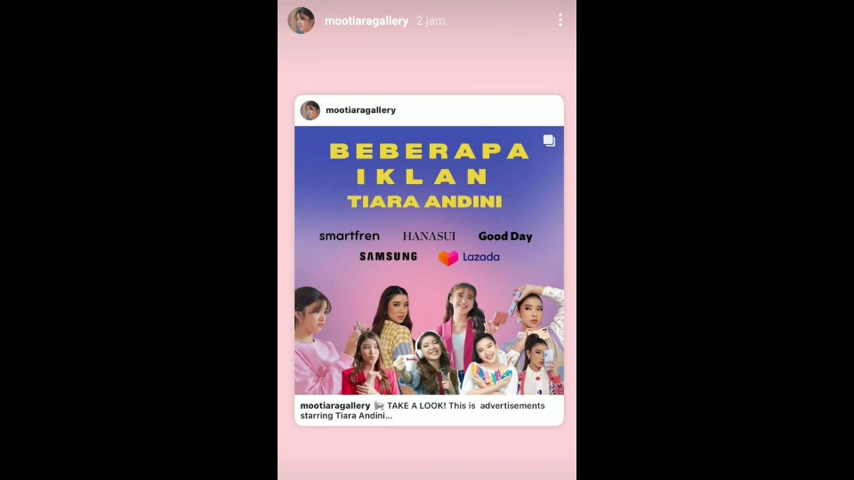 mootiaragallery 2 jam
mootiaragallery
BEBERAPA
IKLAN
TIARA ANDINI
smartfren HANASUI Good Day
SAMSUNG Lazada
mootiaragallery TAKE A LOOK! This is advertisements
starring Tiara Andini...